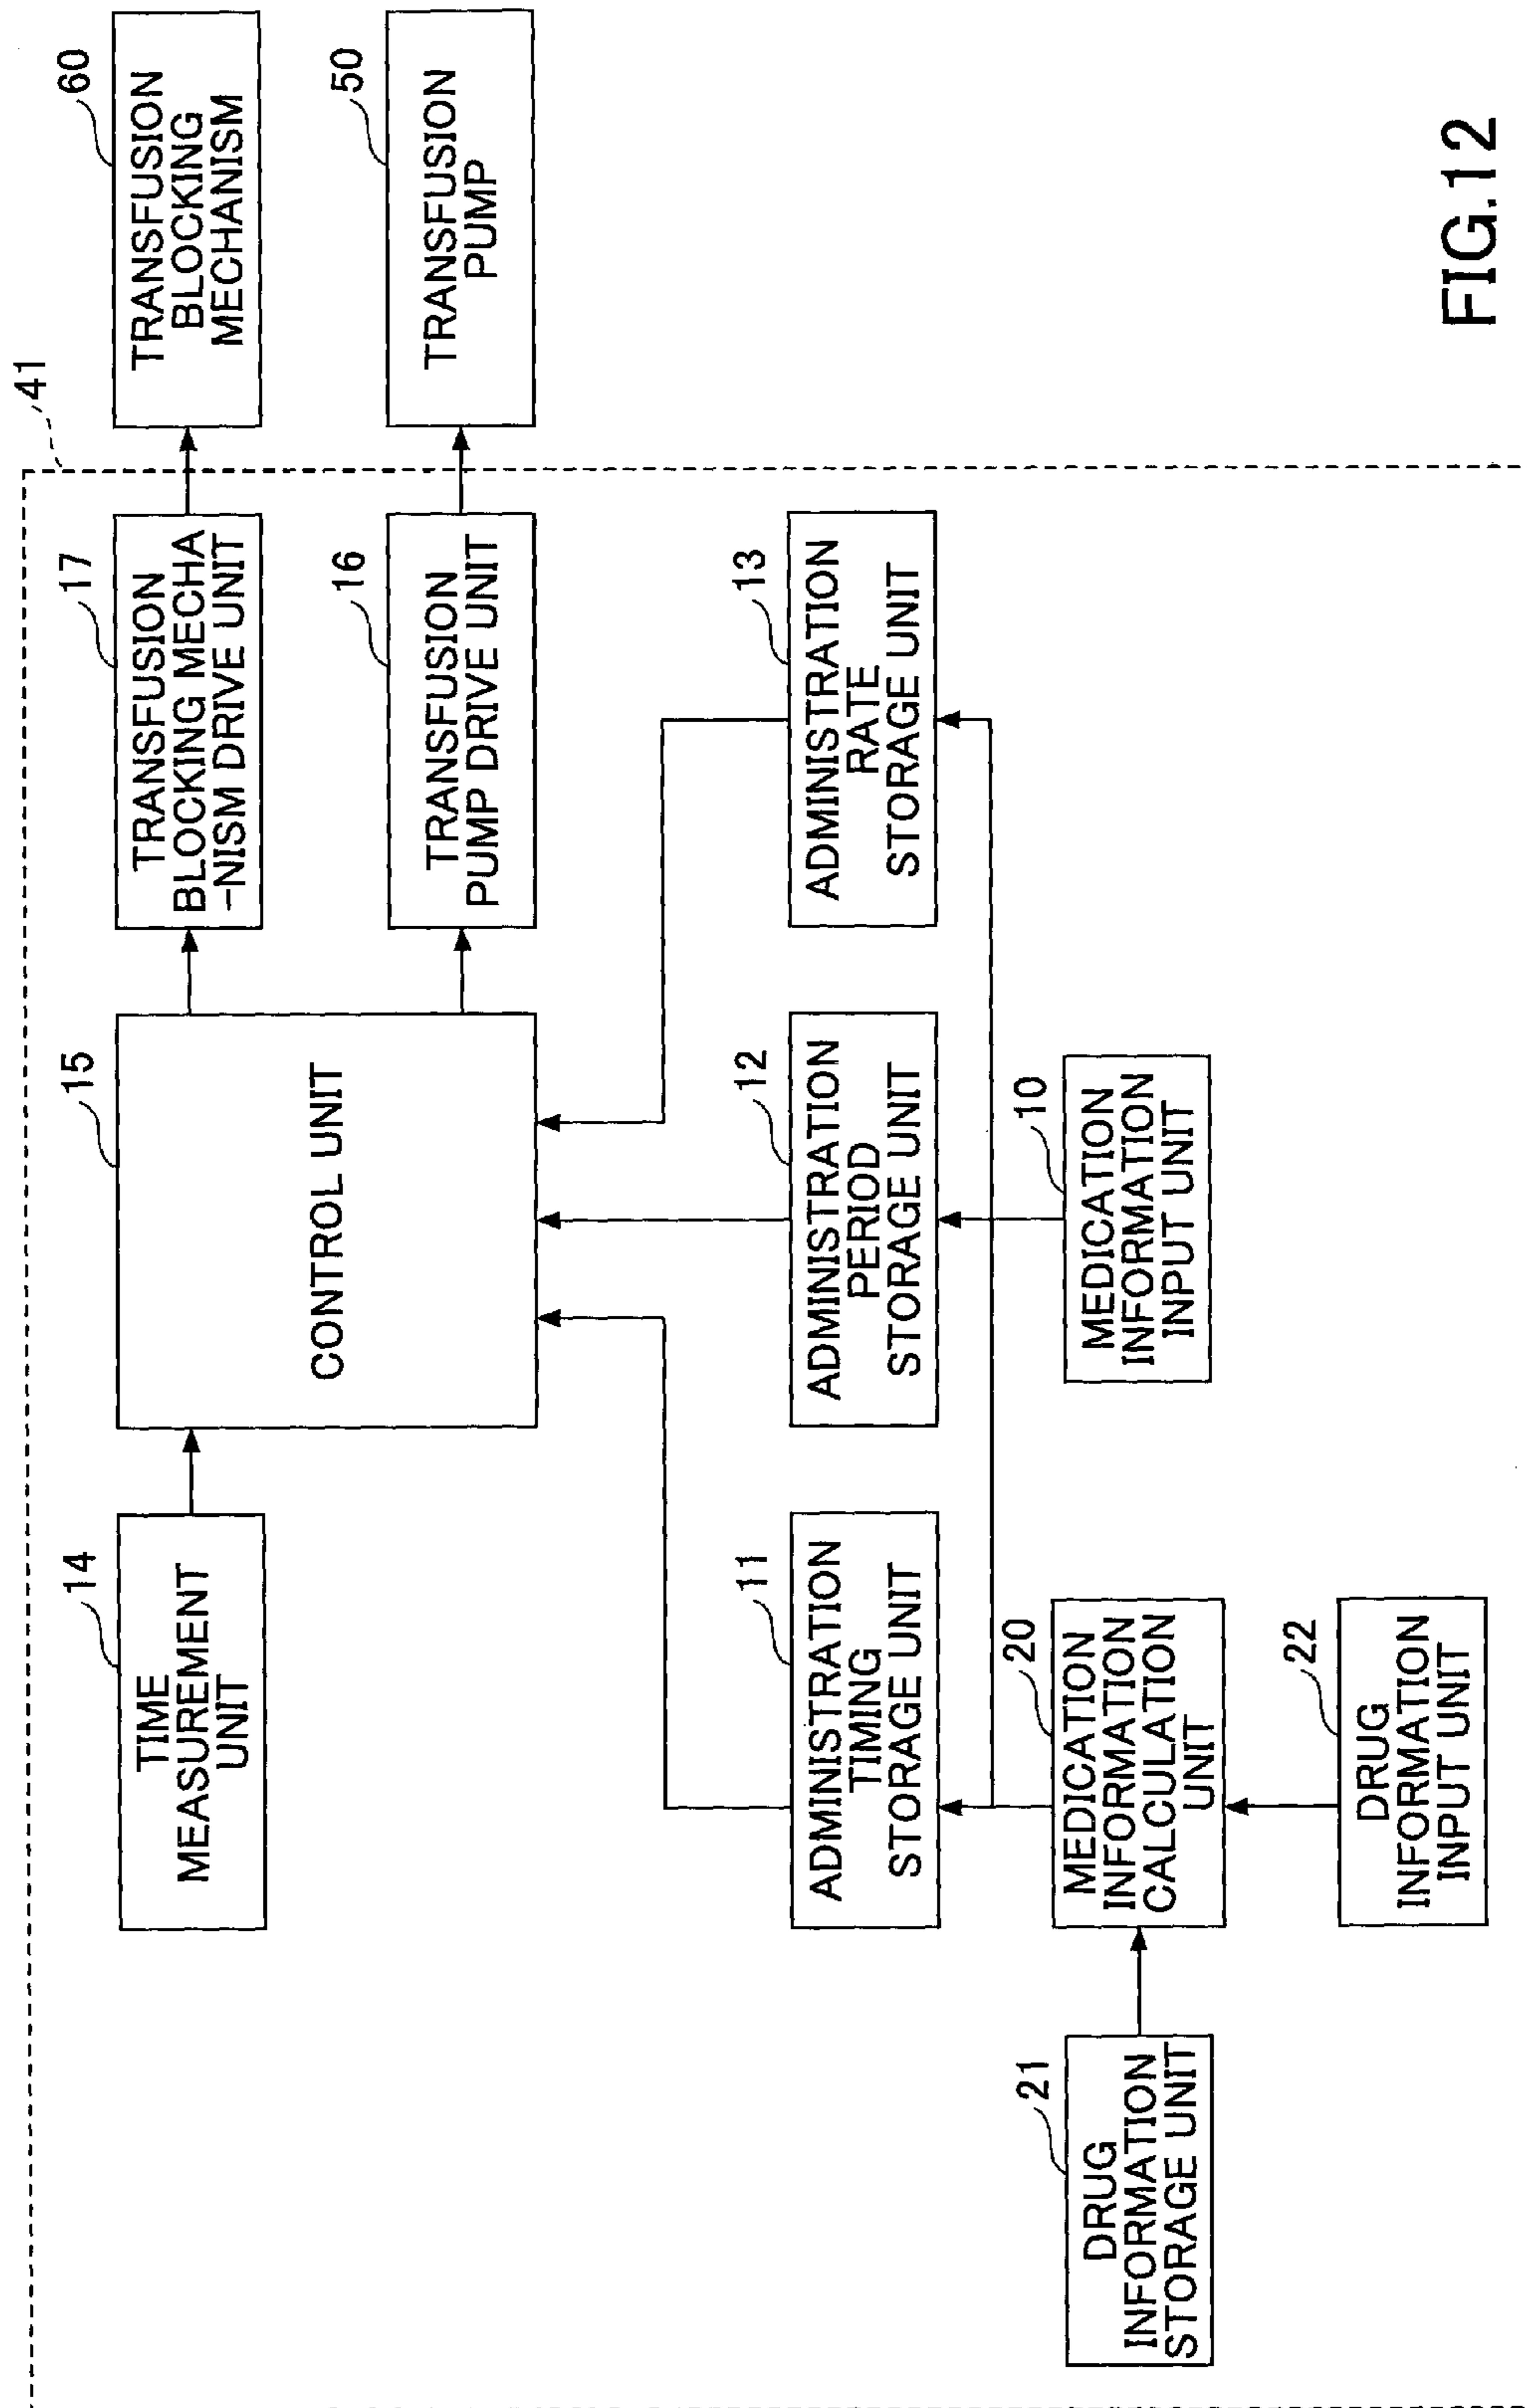 41
14
TIME
MEASUREMENT
UNIT
15
CONTROL UNIT
17
TRANSFUSION
BLOCKING MECHA
-NISM DRIVE UNIT
60
TRANSFUSION
BLOCKING
MECHANISM
16
TRANSFUSION
PUMP DRIVE UNIT
50
TRANSFUSION
PUMP
11
ADMINISTRATION
TIMING
STORAGE UNIT
12
ADMINISTRATION
PERIOD
STORAGE UNIT
13
ADMINISTRATION
RATE
STORAGE UNIT
21
DRUG
INFORMATION
STORAGE UNIT
20
MEDICATION
INFORMATION
CALCULATION
UNIT
10
MEDICATION
INFORMATION
INPUT UNIT
22
DRUG
INFORMATION
INPUT UNIT
FIG.12